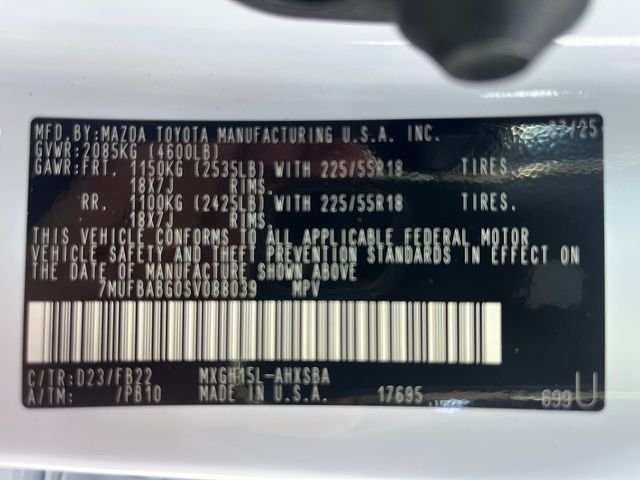 MFD.BY:MAZDA TOYOTA MANUFACTURING U.S.A. INC. 07/25
GVWR:2085KG (4600LB)
GAWR:FRT. 1150KG (2535LB) WITH 225/55R18 TIRES.
18X7J RIMS.
RR. 1100KG (2425LB) WITH 225/55R18 TIRES.
18X7J RIMS.
THIS VEHICLE CONFORMS TO ALL APPLICABLE FEDERAL MOTOR
VEHICLE SAFETY AND THEFT PREVENTION STANDARDS IN EFFECT ON
THE DATE OF MANUFACTURE SHOWN ABOVE.
7MUFBABG0SV088039 MPV
C/TR:D23/FB22 MXGH15L-AHXSBA
A/TM: /PB10 MADE IN U.S.A. 17695 699U